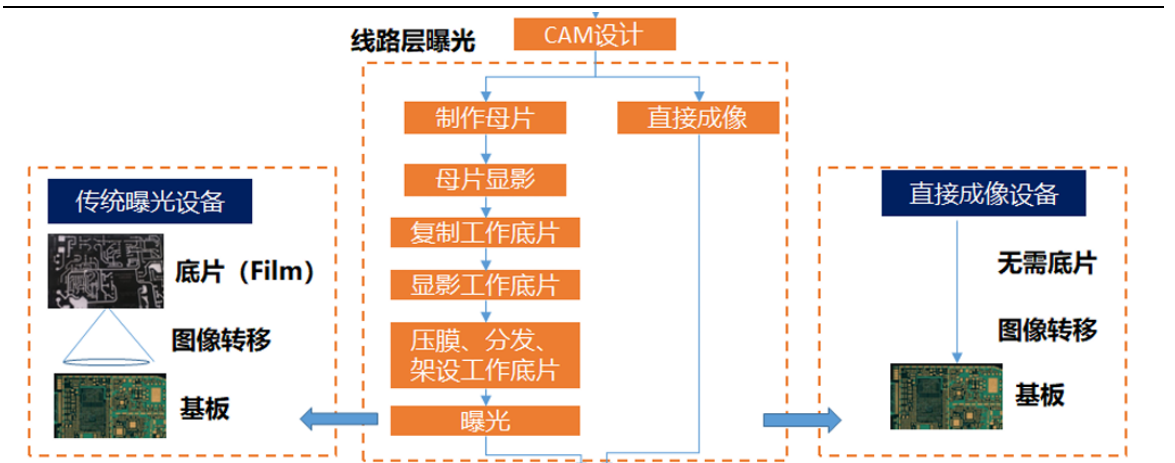 线路层曝光
CAM设计
制作母片
直接成像
母片显影
复制工作底片
显影工作底片
压膜、分发、
架设工作底片
曝光
传统曝光设备
底片（Film）
图像转移
基板
直接成像设备
无需底片
图像转移
基板